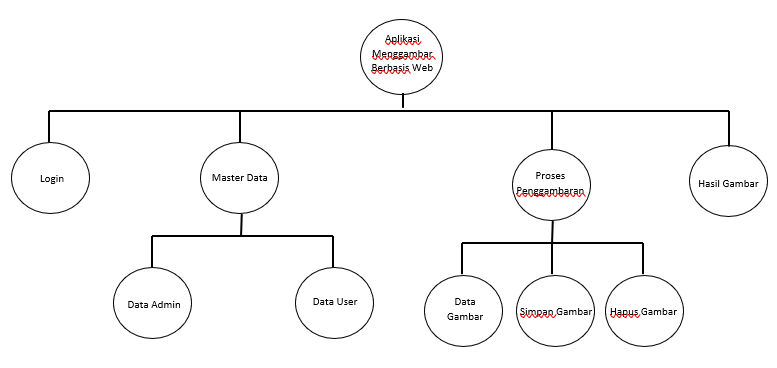 Aplikasi
Menggambar
Berbasis Web
Login
Master Data
Proses
Penggambaran
Hasil Gambar
Data Admin
Data User
Data
Gambar
Simpan Gambar
Hapus Gambar